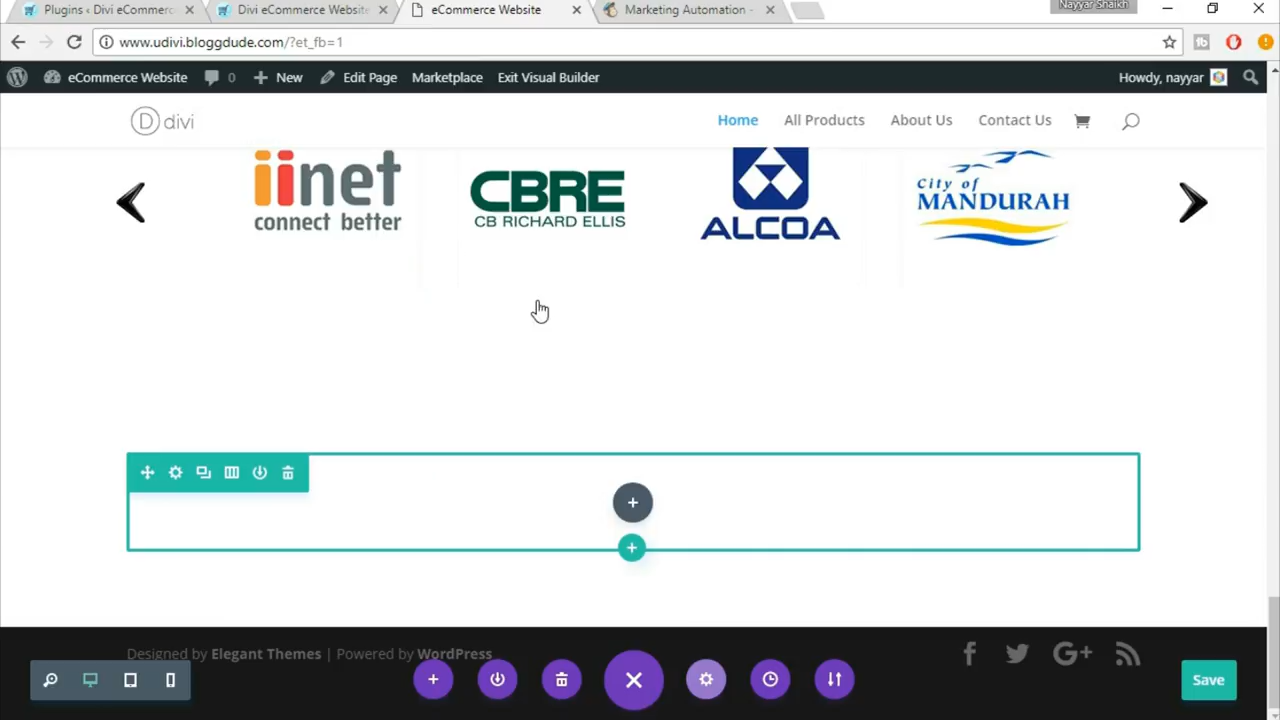 Plugins ‹ Divi eCommerc
Divi eCommerce Website
eCommerce Website
Marketing Automation -
Nayyar Shaikh
www.udivi.bloggdude.com/?et_fb=1
eCommerce Website
0
New
Edit Page
Marketplace
Exit Visual Builder
Howdy, nayyar
D divi
Home
All Products
About Us
Contact Us
iinet
connect better
CBRE
CB RICHARD ELLIS
ALCOA
City of
MANDURAH
Designed by Elegant Themes | Powered by WordPress
Save